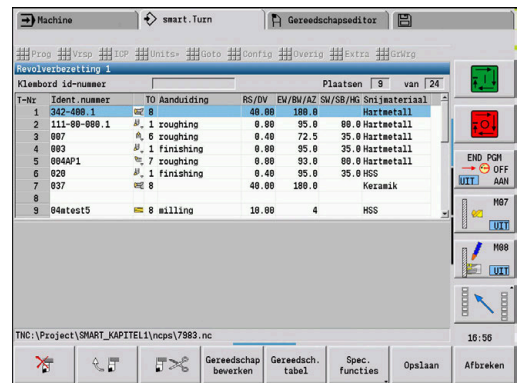 Machine smart.Turn Gereedschapseditor
Prog Vrsp ICP Units» Goto Config Overig Extra GrWrg
Revolverbezetting 1
Klembord id-nummer Plaatsen 9 van 24
T-Nr Ident.nummer TO Aanduiding RS/DV EW/BW/AZ SW/SB/HG Snijmateriaal
1 342-400.1 8 40.00 180.0 Hartmetall
2 111-80-080.1 1 roughing 0.80 95.0 80.0 Hartmetall
3 007 6 roughing 0.40 72.5 35.0 Hartmetall
4 003 1 finishing 0.80 95.0 35.0 Hartmetall
5 004AP1 7 roughing 0.80 93.0 80.0 Hartmetall
6 020 1 finishing 0.40 95.0 35.0 HSS
7 037 8 40.00 180.0 Keramik
8
9 04mtest5 8 milling 10.00 4 HSS
TNC:\Project\SMART_KAPITEL1\ncps\7983.nc
END PGM
OFF
UIT AAN
M07
UIT
M08
UIT
16:56
Gereedschap bewerken
Gereedsch. tabel
Spec. functies
Opslaan
Afbreken